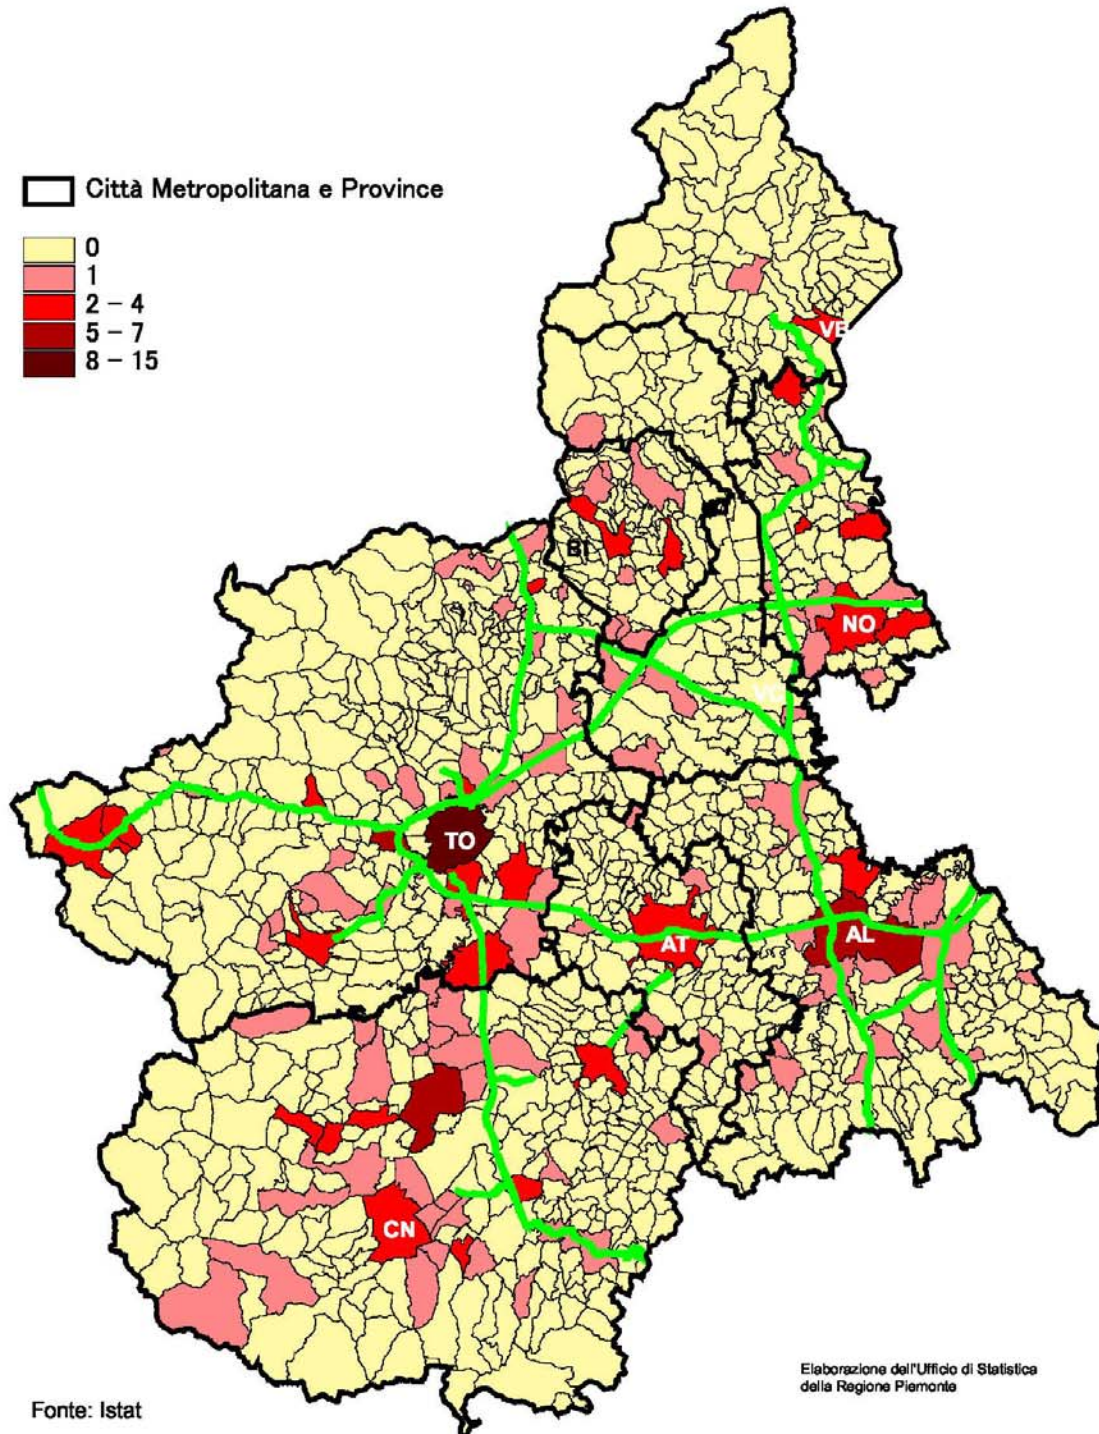 Città Metropolitana e Province
0
1
2 - 4
5 - 7
8 - 15
VB
BI
NO
VC
TO
AT
AL
CN
Elaborazione dell'Ufficio di Statistica
della Regione Piemonte
Fonte: Istat